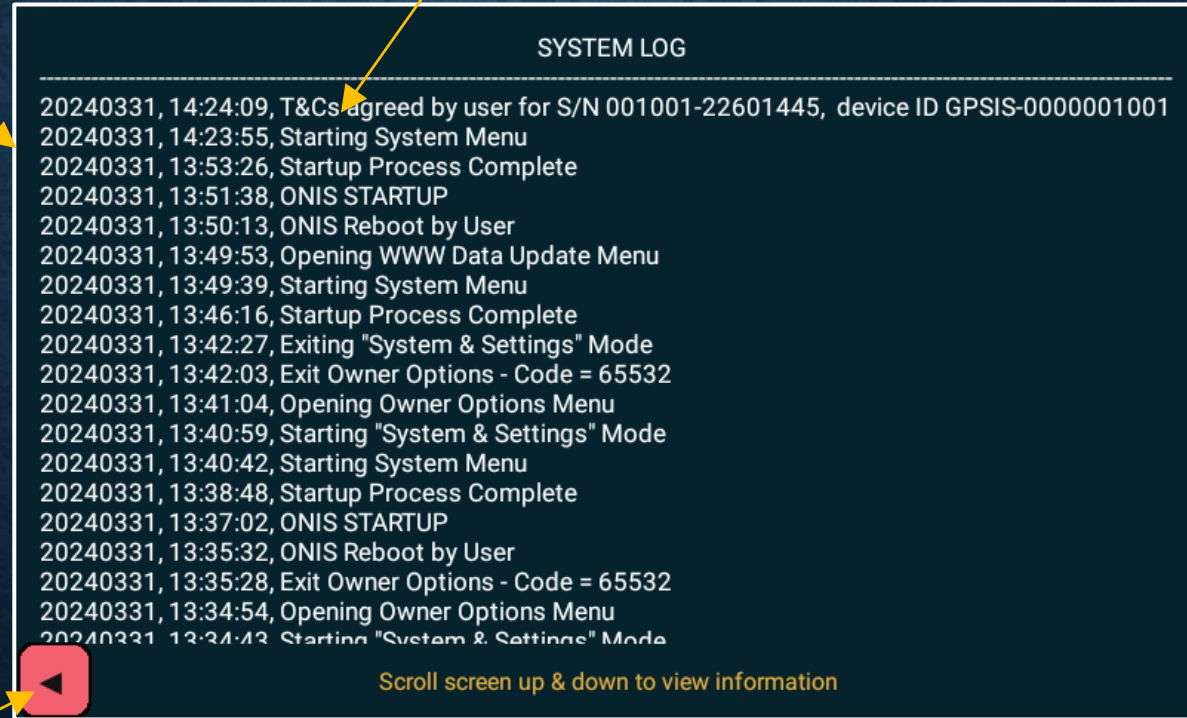 SYSTEM LOG
20240331, 14:24:09, T&Cs agreed by user for S/N 001001-22601445, device ID GPSIS-0000001001
20240331, 14:23:55, Starting System Menu
20240331, 13:53:26, Startup Process Complete
20240331, 13:51:38, ONIS STARTUP
20240331, 13:50:13, ONIS Reboot by User
20240331, 13:49:53, Opening WWW Data Update Menu
20240331, 13:49:39, Starting System Menu
20240331, 13:46:16, Startup Process Complete
20240331, 13:42:27, Exiting "System & Settings" Mode
20240331, 13:42:03, Exit Owner Options - Code = 65532
20240331, 13:41:04, Opening Owner Options Menu
20240331, 13:40:59, Starting "System & Settings" Mode
20240331, 13:40:42, Starting System Menu
20240331, 13:38:48, Startup Process Complete
20240331, 13:37:02, ONIS STARTUP
20240331, 13:35:32, ONIS Reboot by User
20240331, 13:35:28, Exit Owner Options - Code = 65532
20240331, 13:34:54, Opening Owner Options Menu
20240331, 13:34:43, Starting "System & Settings" Mode
Scroll screen up & down to view information